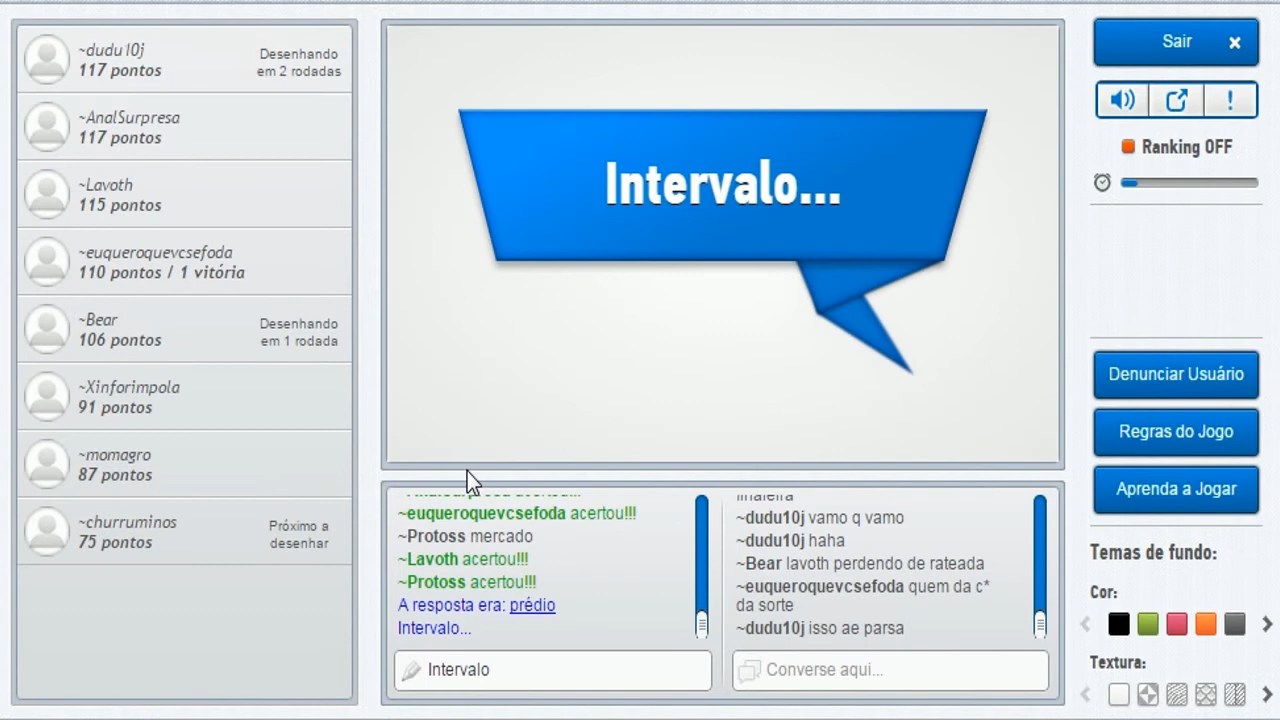 ~dudu10j
117 pontos
Desenhando
em 2 rodadas
~AnalSurpresa
117 pontos
~Lavoth
115 pontos
~euqueroquevcsefoda
110 pontos / 1 vitória
~Bear
106 pontos
Desenhando
em 1 rodada
~Xinforimpola
91 pontos
~momagro
87 pontos
~churruminos
75 pontos
Próximo a
desenhar
Intervalo...
~euqueroquevcsefoda acertou!!!
~Protoss mercado
~Lavoth acertou!!!
~Protoss acertou!!!
A resposta era: prédio
Intervalo...
Intervalo
~dudu10j vamo q vamo
~dudu10j haha
~Bear lavoth perdendo de rateada
~euqueroquevcsefoda quem da c*
da sorte
~dudu10j isso ae parsa
Converse aqui...
Sair
Ranking OFF
Denunciar Usuário
Regras do Jogo
Aprenda a Jogar
Temas de fundo:
Cor:
Textura: